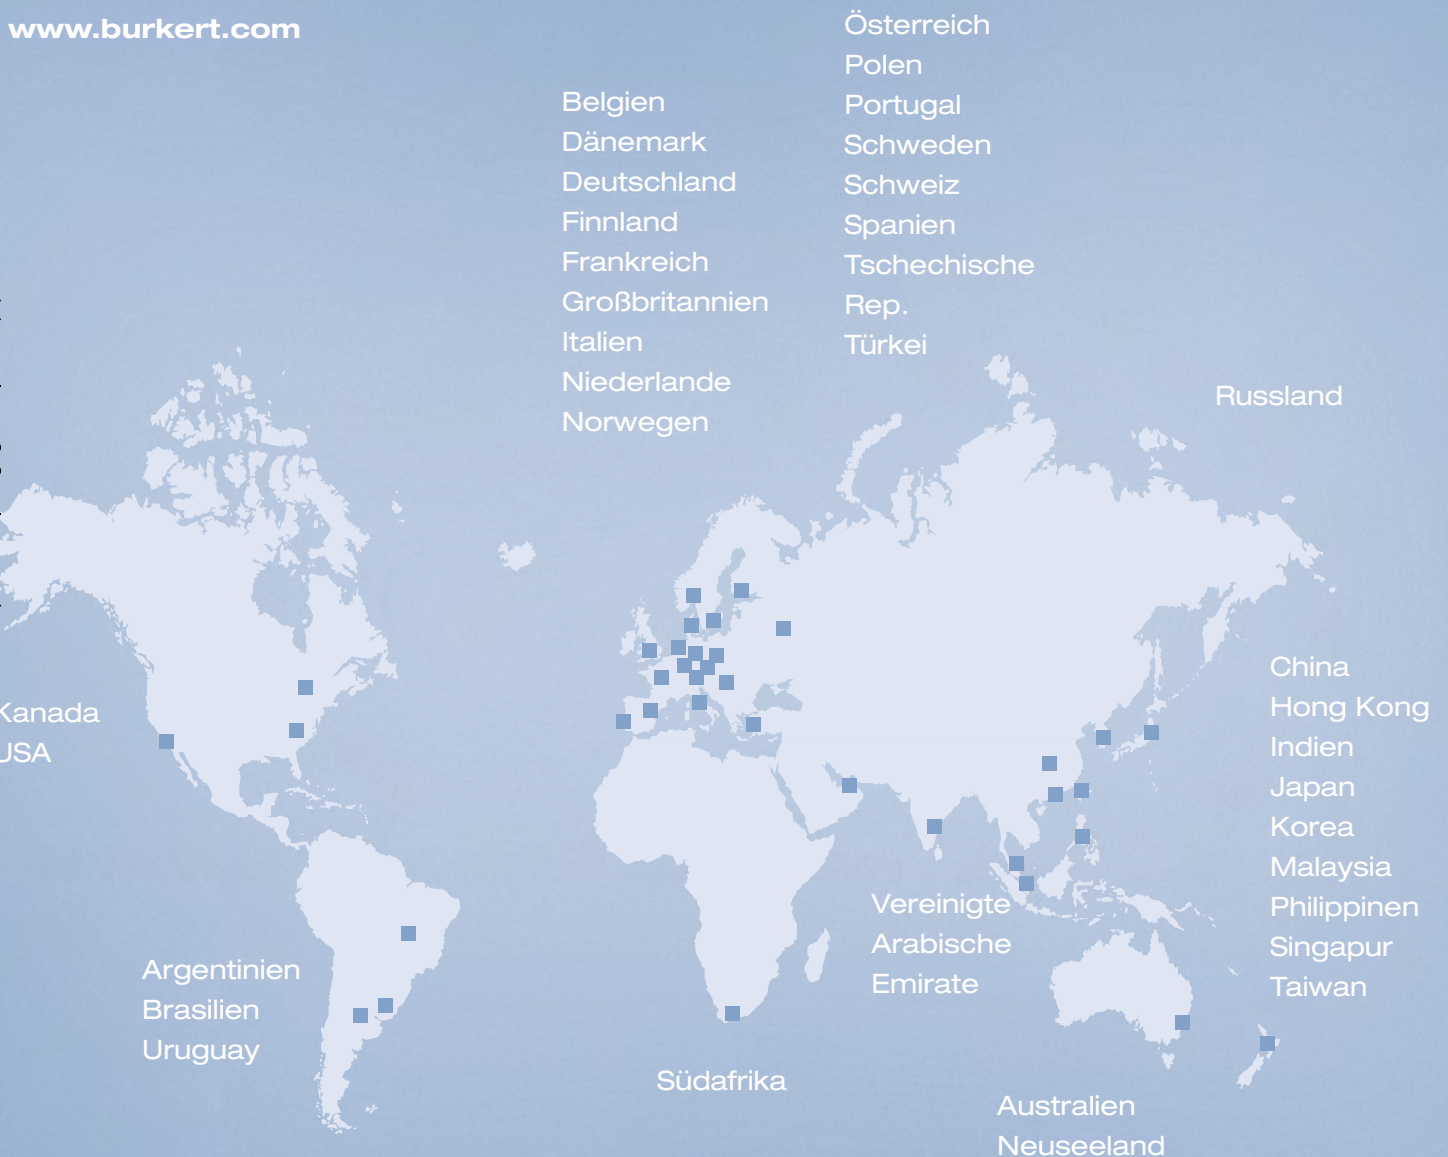 www.burkert.com
Belgien
Dänemark
Deutschland
Finnland
Frankreich
Großbritannien
Italien
Niederlande
Norwegen
Österreich
Polen
Portugal
Schweden
Schweiz
Spanien
Tschechische
Rep.
Türkei
Russland
Kanada
USA
China
Hong Kong
Indien
Japan
Korea
Malaysia
Philippinen
Singapur
Taiwan
Vereinigte
Arabische
Emirate
Argentinien
Brasilien
Uruguay
Südafrika
Australien
Neuseeland